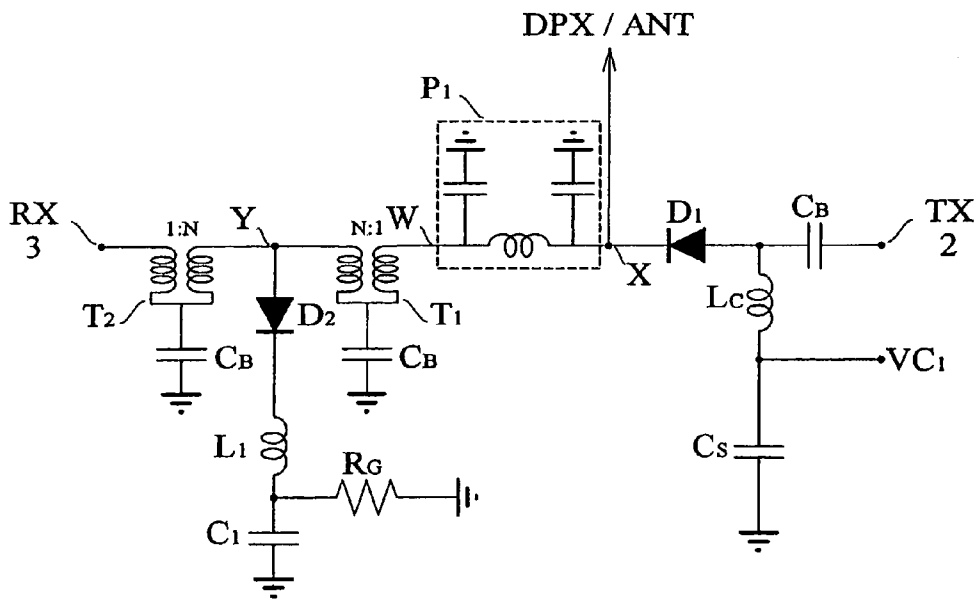 DPX / ANT
P1
RX
3
1:N
Y
N:1
W
X
D1
CB
TX
2
T2
D2
T1
LC
CB
CB
VC1
L1
RG
CS
C1